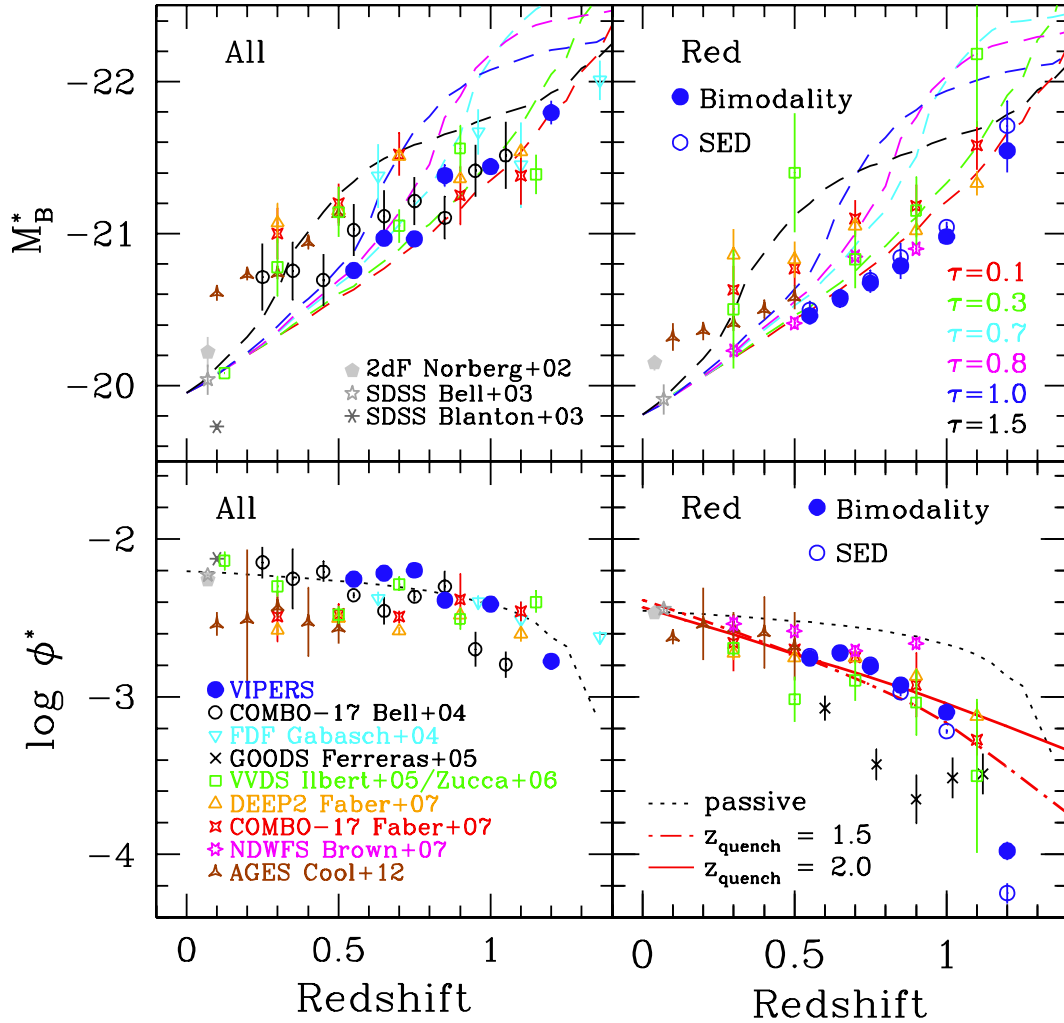 All
Red
Bimodality
SED
M*B
−22
−21
−20
τ=0.1
τ=0.3
τ=0.7
τ=0.8
τ=1.0
τ=1.5
2dF Norberg+02
SDSS Bell+03
SDSS Blanton+03
All
Red
Bimodality
SED
log ϕ*
−2
−3
−4
VIPERS
COMBO-17 Bell+04
FDF Gabasch+04
GOODS Ferreras+05
VVDS Ilbert+05/Zucca+06
DEEP2 Faber+07
COMBO-17 Faber+07
NDWFS Brown+07
AGES Cool+12
passive
zquench = 1.5
zquench = 2.0
0 0.5 1
0 0.5 1
Redshift
Redshift